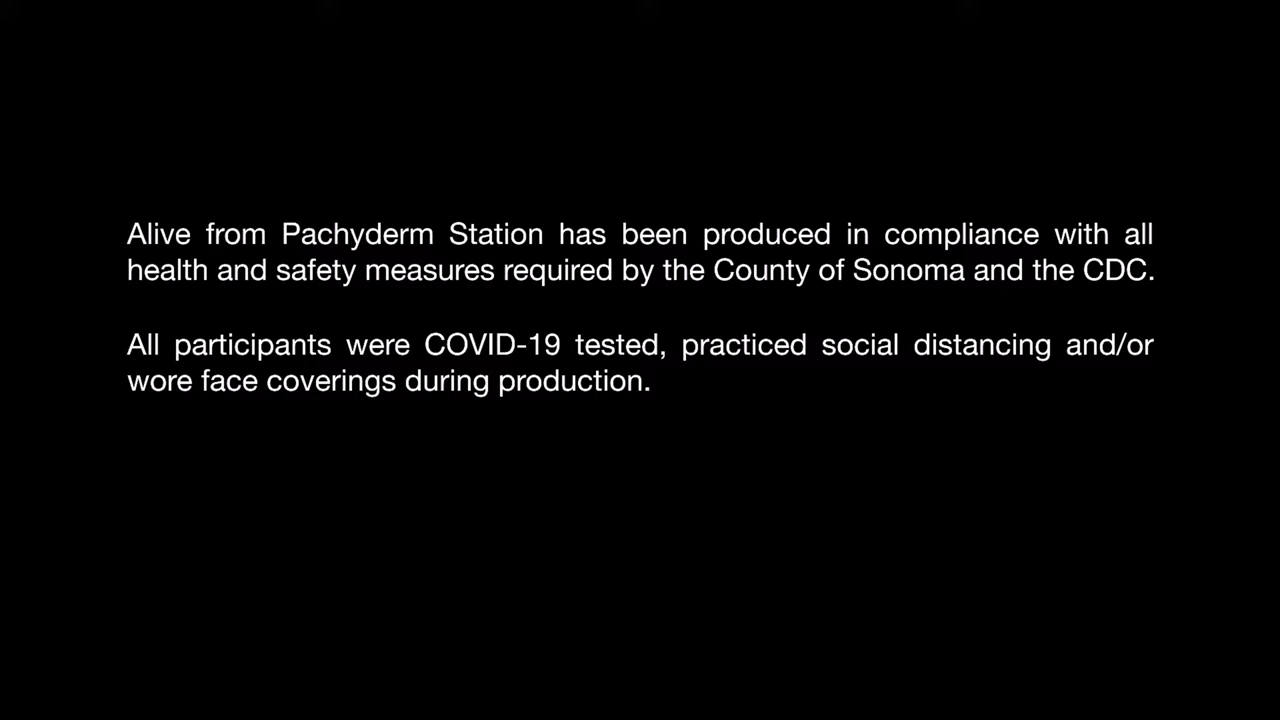 Alive from Pachyderm Station has been produced in compliance with all
health and safety measures required by the County of Sonoma and the CDC.
All participants were COVID-19 tested, practiced social distancing and/or
wore face coverings during production.